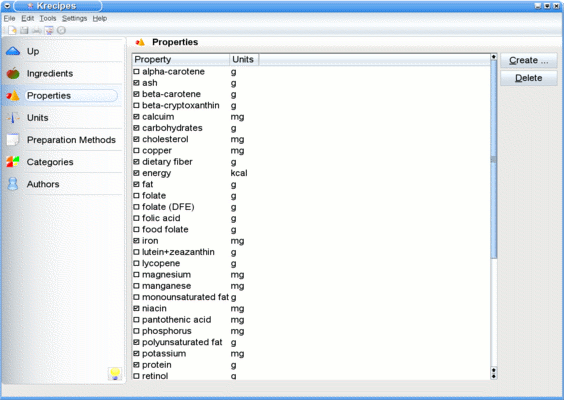 Krecipes
File Edit Tools Settings Help
Up
Ingredients
Properties
Units
Preparation Methods
Categories
Authors
Properties
Property Units
alpha-carotene g
ash g
beta-carotene g
beta-cryptoxanthin g
calcuim mg
carbohydrates g
cholesterol mg
copper mg
dietary fiber g
energy kcal
fat g
folate g
folate (DFE) g
folic acid g
food folate g
iron mg
lutein+zeazanthin g
lycopene g
magnesium mg
manganese mg
monounsaturated fat g
niacin mg
pantothenic acid mg
phosphorus mg
polyunsaturated fat g
potassium mg
protein g
retinol g
Create ...
Delete